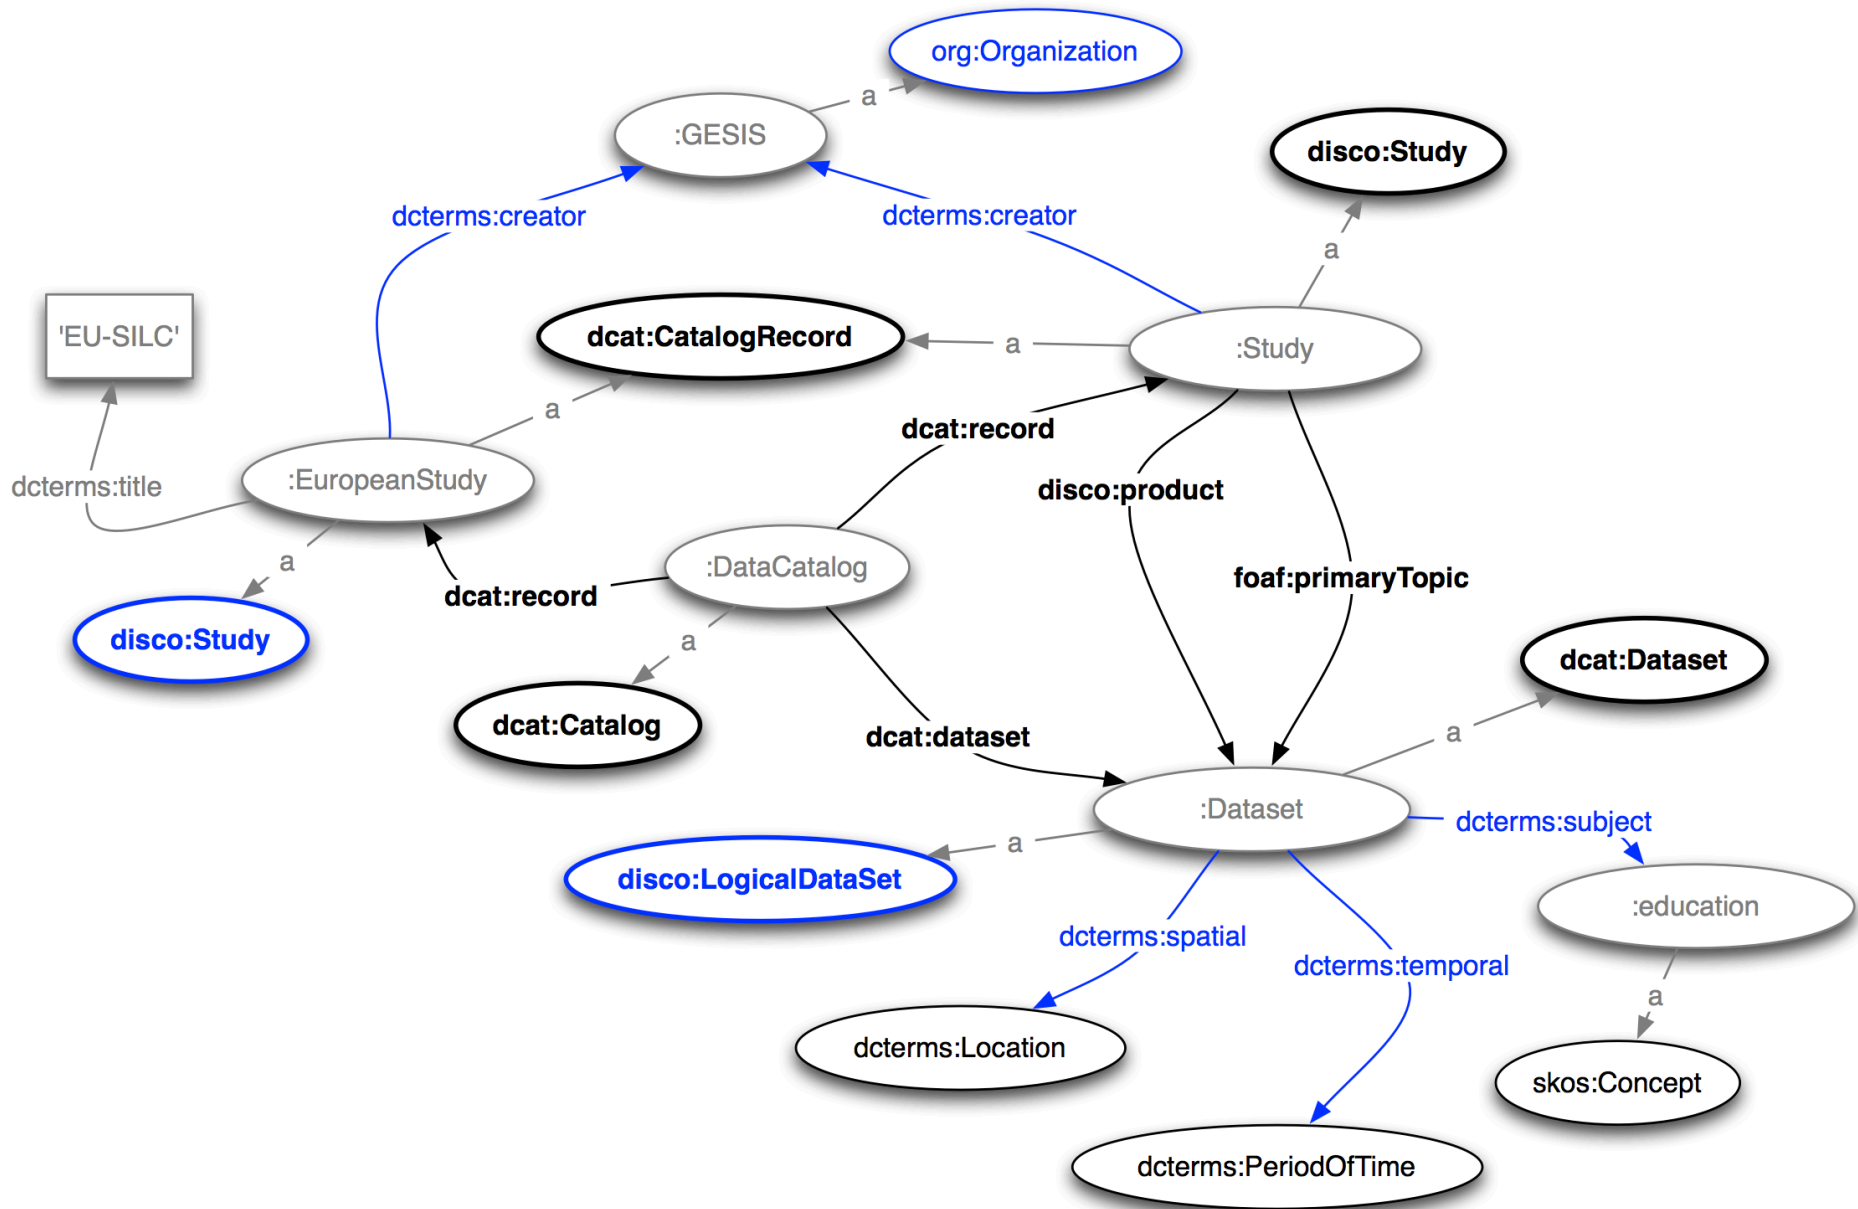 org:Organization
a
:GESIS
disco:Study
dcterms:creator
dcterms:creator
a
'EU-SILC'
dcat:CatalogRecord
a
:Study
a
dcat:record
:EuropeanStudy
dcterms:title
disco:product
a
:DataCatalog
foaf:primaryTopic
dcat:record
disco:Study
a
dcat:Dataset
dcat:Catalog
dcat:dataset
a
:Dataset
dcterms:subject
a
disco:LogicalDataSet
:education
dcterms:spatial
dcterms:temporal
a
dcterms:Location
skos:Concept
dcterms:PeriodOfTime